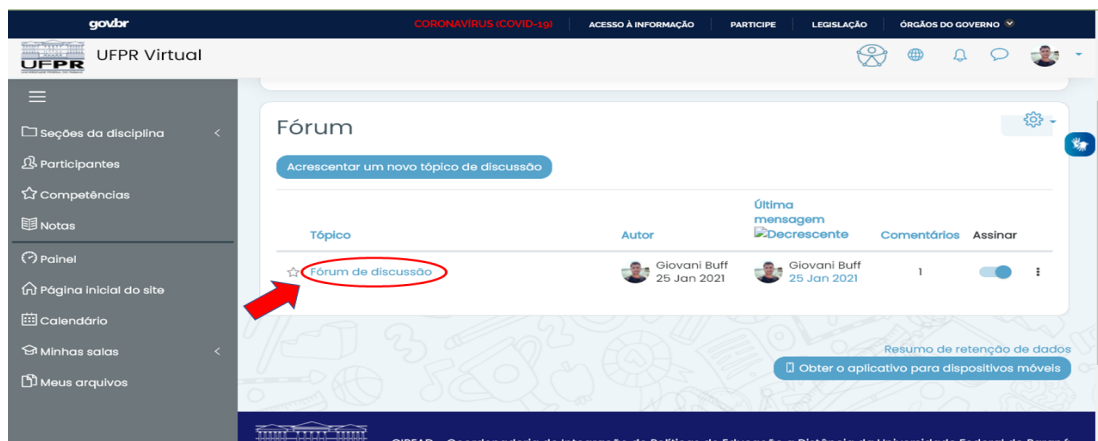 govbr
CORONAVÍRUS (COVID-19)
ACESSO À INFORMAÇÃO
PARTICIPE
LEGISLAÇÃO
ÓRGÃOS DO GOVERNO
UFPR
UFPR Virtual
Seções da disciplina
Participantes
Competências
Notas
Painel
Página inicial do site
Calendário
Minhas salas
Meus arquivos
Fórum
Acrescentar um novo tópico de discussão
Tópico
Autor
Última
mensagem
Decrescente
Comentários
Assinar
Fórum de discussão
Giovani Buff
25 Jan 2021
Giovani Buff
25 Jan 2021
1
Resumo de retenção de dados
Obter o aplicativo para dispositivos móveis